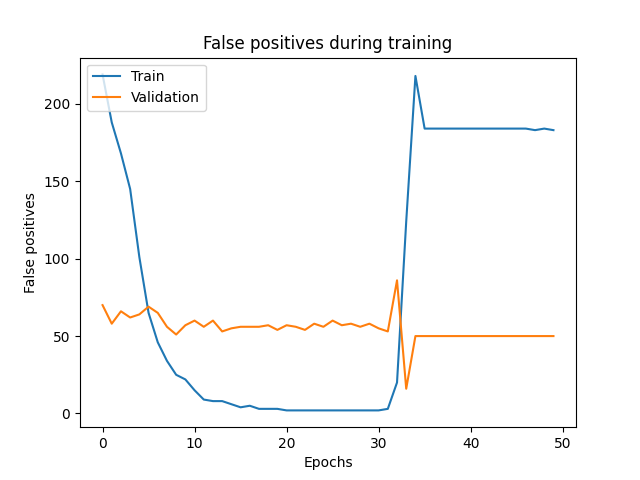 False positives during training
Train
Validation
200
150
100
50
0
False positives
0 10 20 30 40 50
Epochs